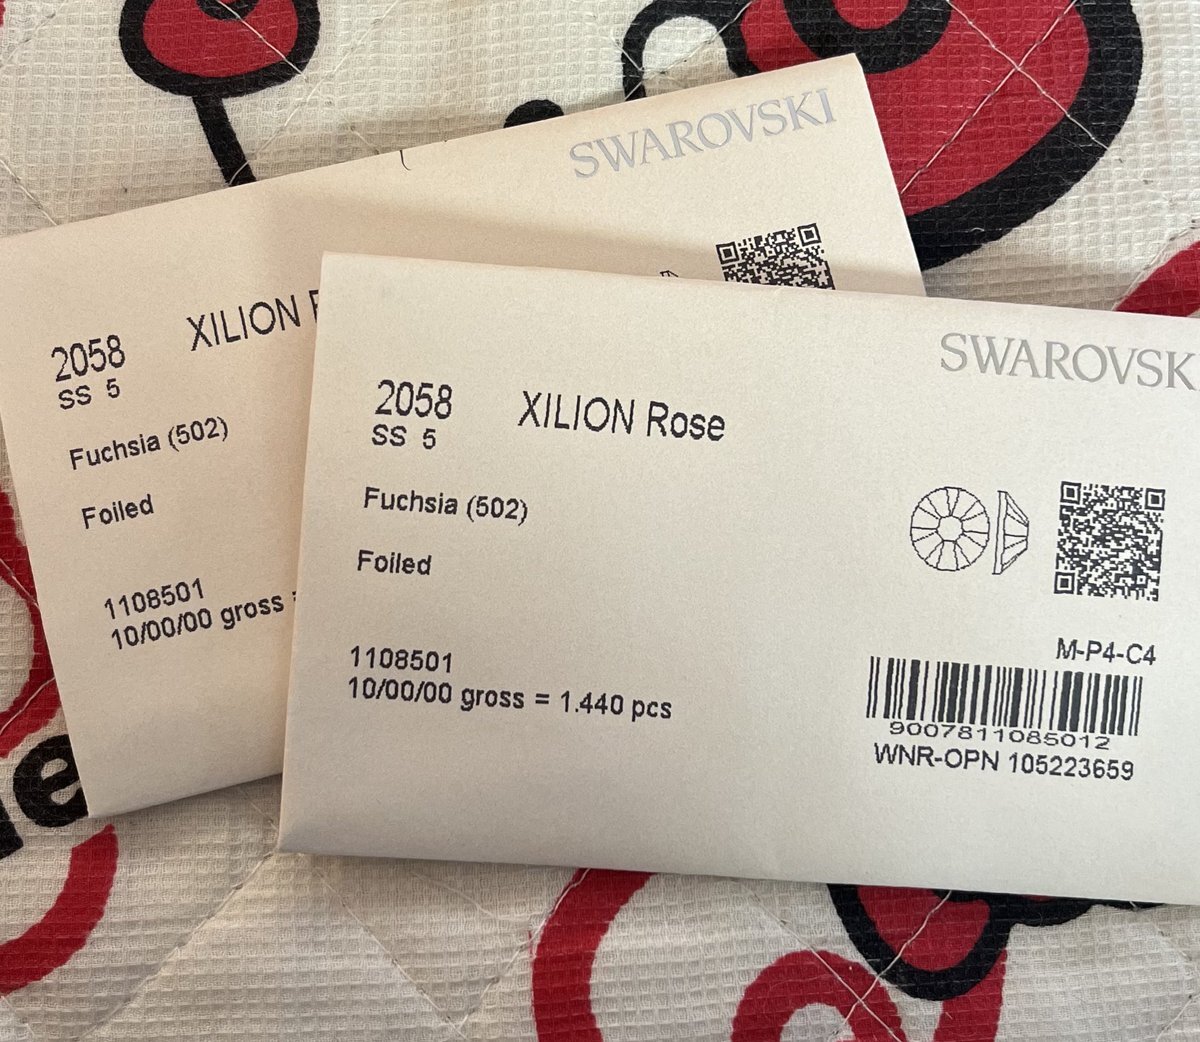 SWAROVSKI
2058 XILION
SS 5
Fuchsia (502)
Foiled
1108501
10/00/00 gross
SWAROVSK
2058 XILION Rose
SS 5
Fuchsia (502)
Foiled
1108501
10/00/00 gross = 1.440 pcs
M-P4-C4
9007811085012
WNR-OPN 105223659
e